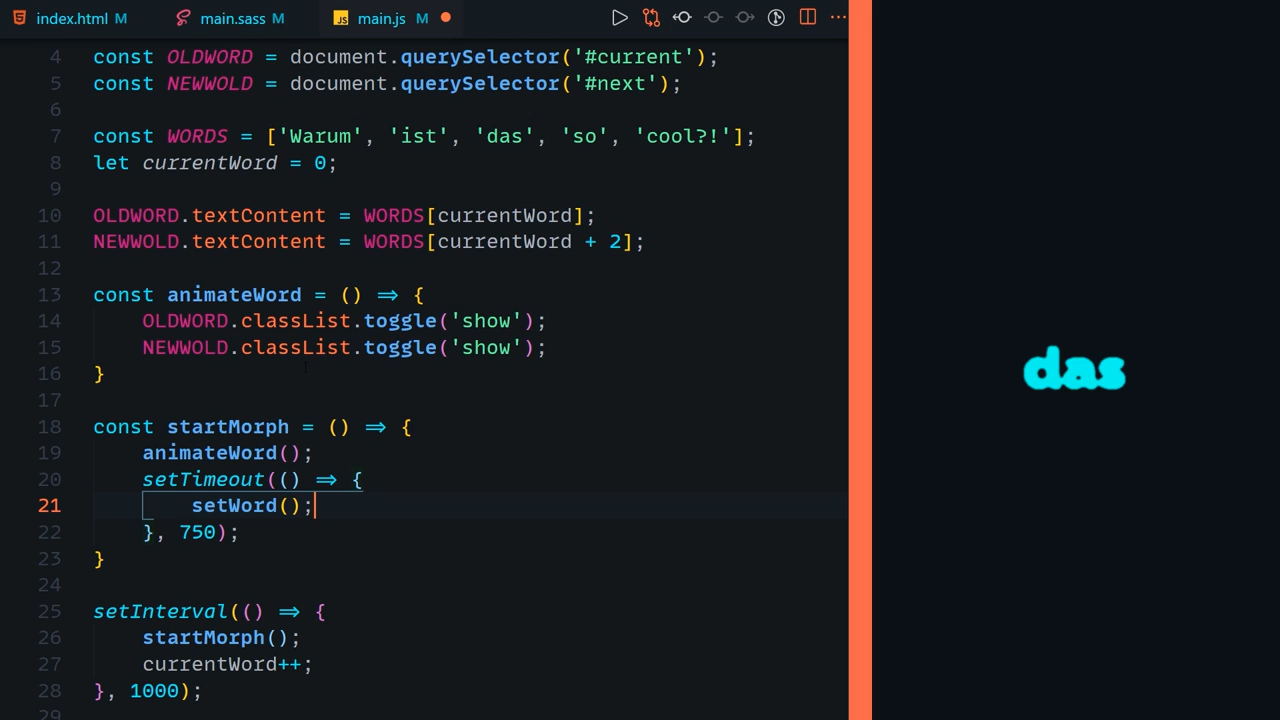 index.html M main.sass M JS main.js M
4 const OLDWORD = document.querySelector('#current');
5 const NEWWOLD = document.querySelector('#next');
6
7 const WORDS = ['Warum', 'ist', 'das', 'so', 'cool?!'];
8 let currentWord = 0;
9
10 OLDWORD.textContent = WORDS[currentWord];
11 NEWWOLD.textContent = WORDS[currentWord + 2];
12
13 const animateWord = () => {
14 OLDWORD.classList.toggle('show');
15 NEWWOLD.classList.toggle('show');
16 }
17
18 const startMorph = () => {
19 animateWord();
20 setTimeout(() => {
21 setWord();
22 }, 750);
23 }
24
25 setInterval(() => {
26 startMorph();
27 currentWord++;
28 }, 1000);
29
das